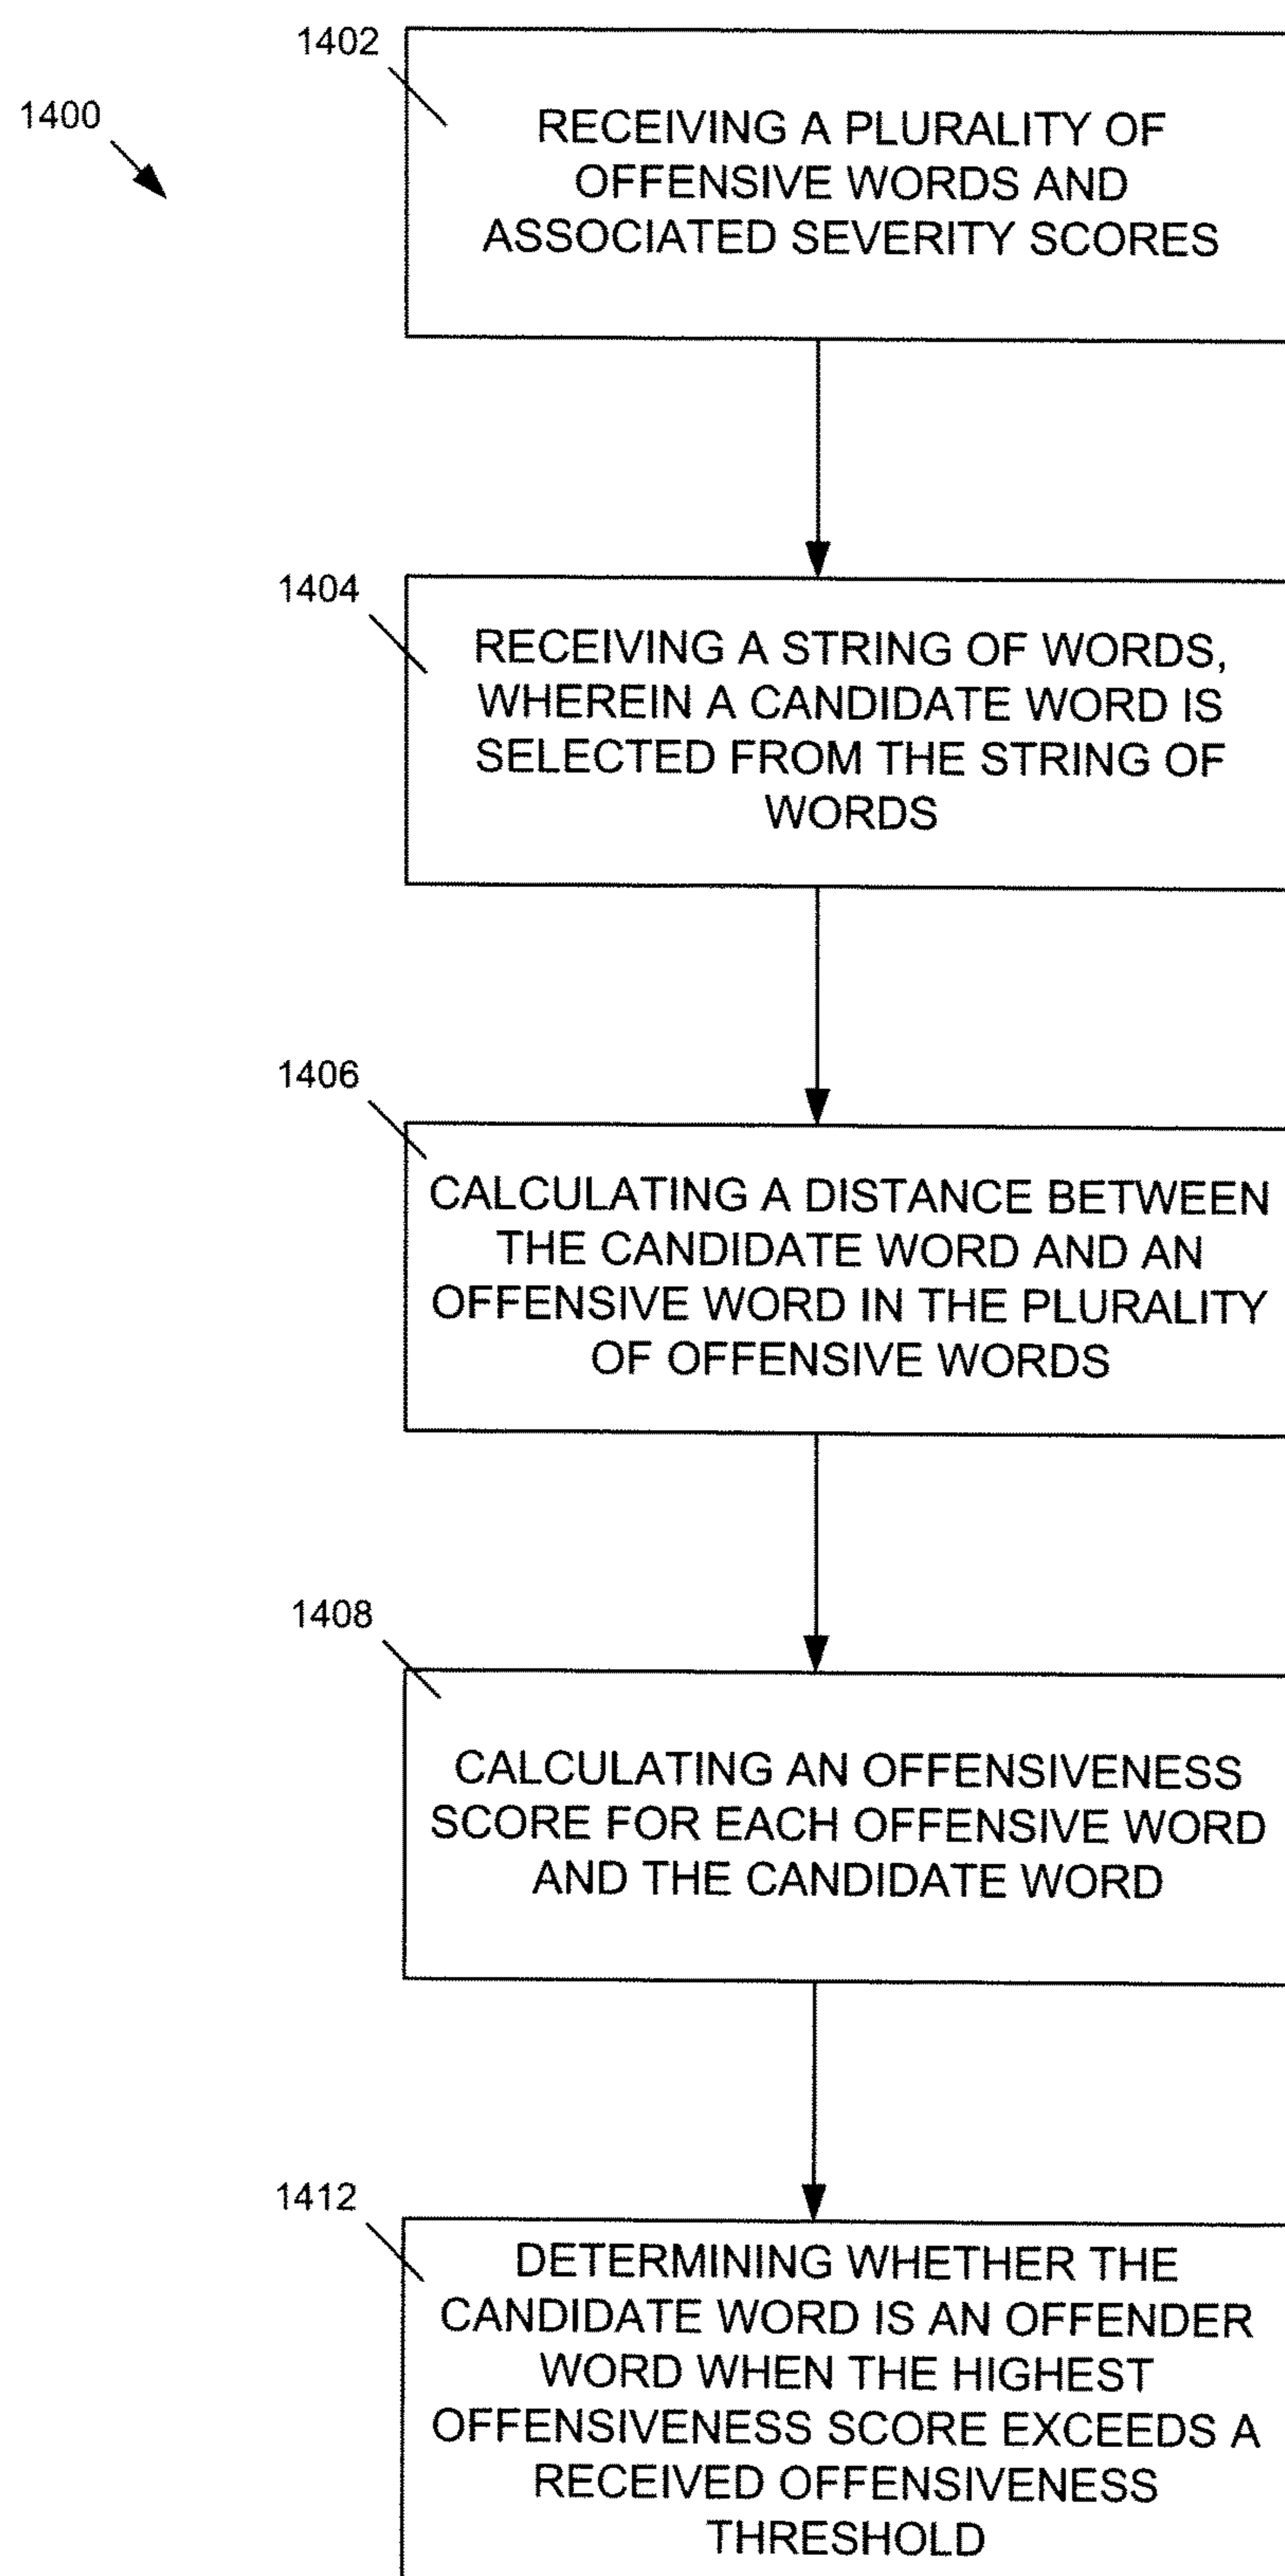 1400
1402
RECEIVING A PLURALITY OF
OFFENSIVE WORDS AND
ASSOCIATED SEVERITY SCORES
1404
RECEIVING A STRING OF WORDS,
WHEREIN A CANDIDATE WORD IS
SELECTED FROM THE STRING OF
WORDS
1406
CALCULATING A DISTANCE BETWEEN
THE CANDIDATE WORD AND AN
OFFENSIVE WORD IN THE PLURALITY
OF OFFENSIVE WORDS
1408
CALCULATING AN OFFENSIVENESS
SCORE FOR EACH OFFENSIVE WORD
AND THE CANDIDATE WORD
1412
DETERMINING WHETHER THE
CANDIDATE WORD IS AN OFFENDER
WORD WHEN THE HIGHEST
OFFENSIVENESS SCORE EXCEEDS A
RECEIVED OFFENSIVENESS
THRESHOLD